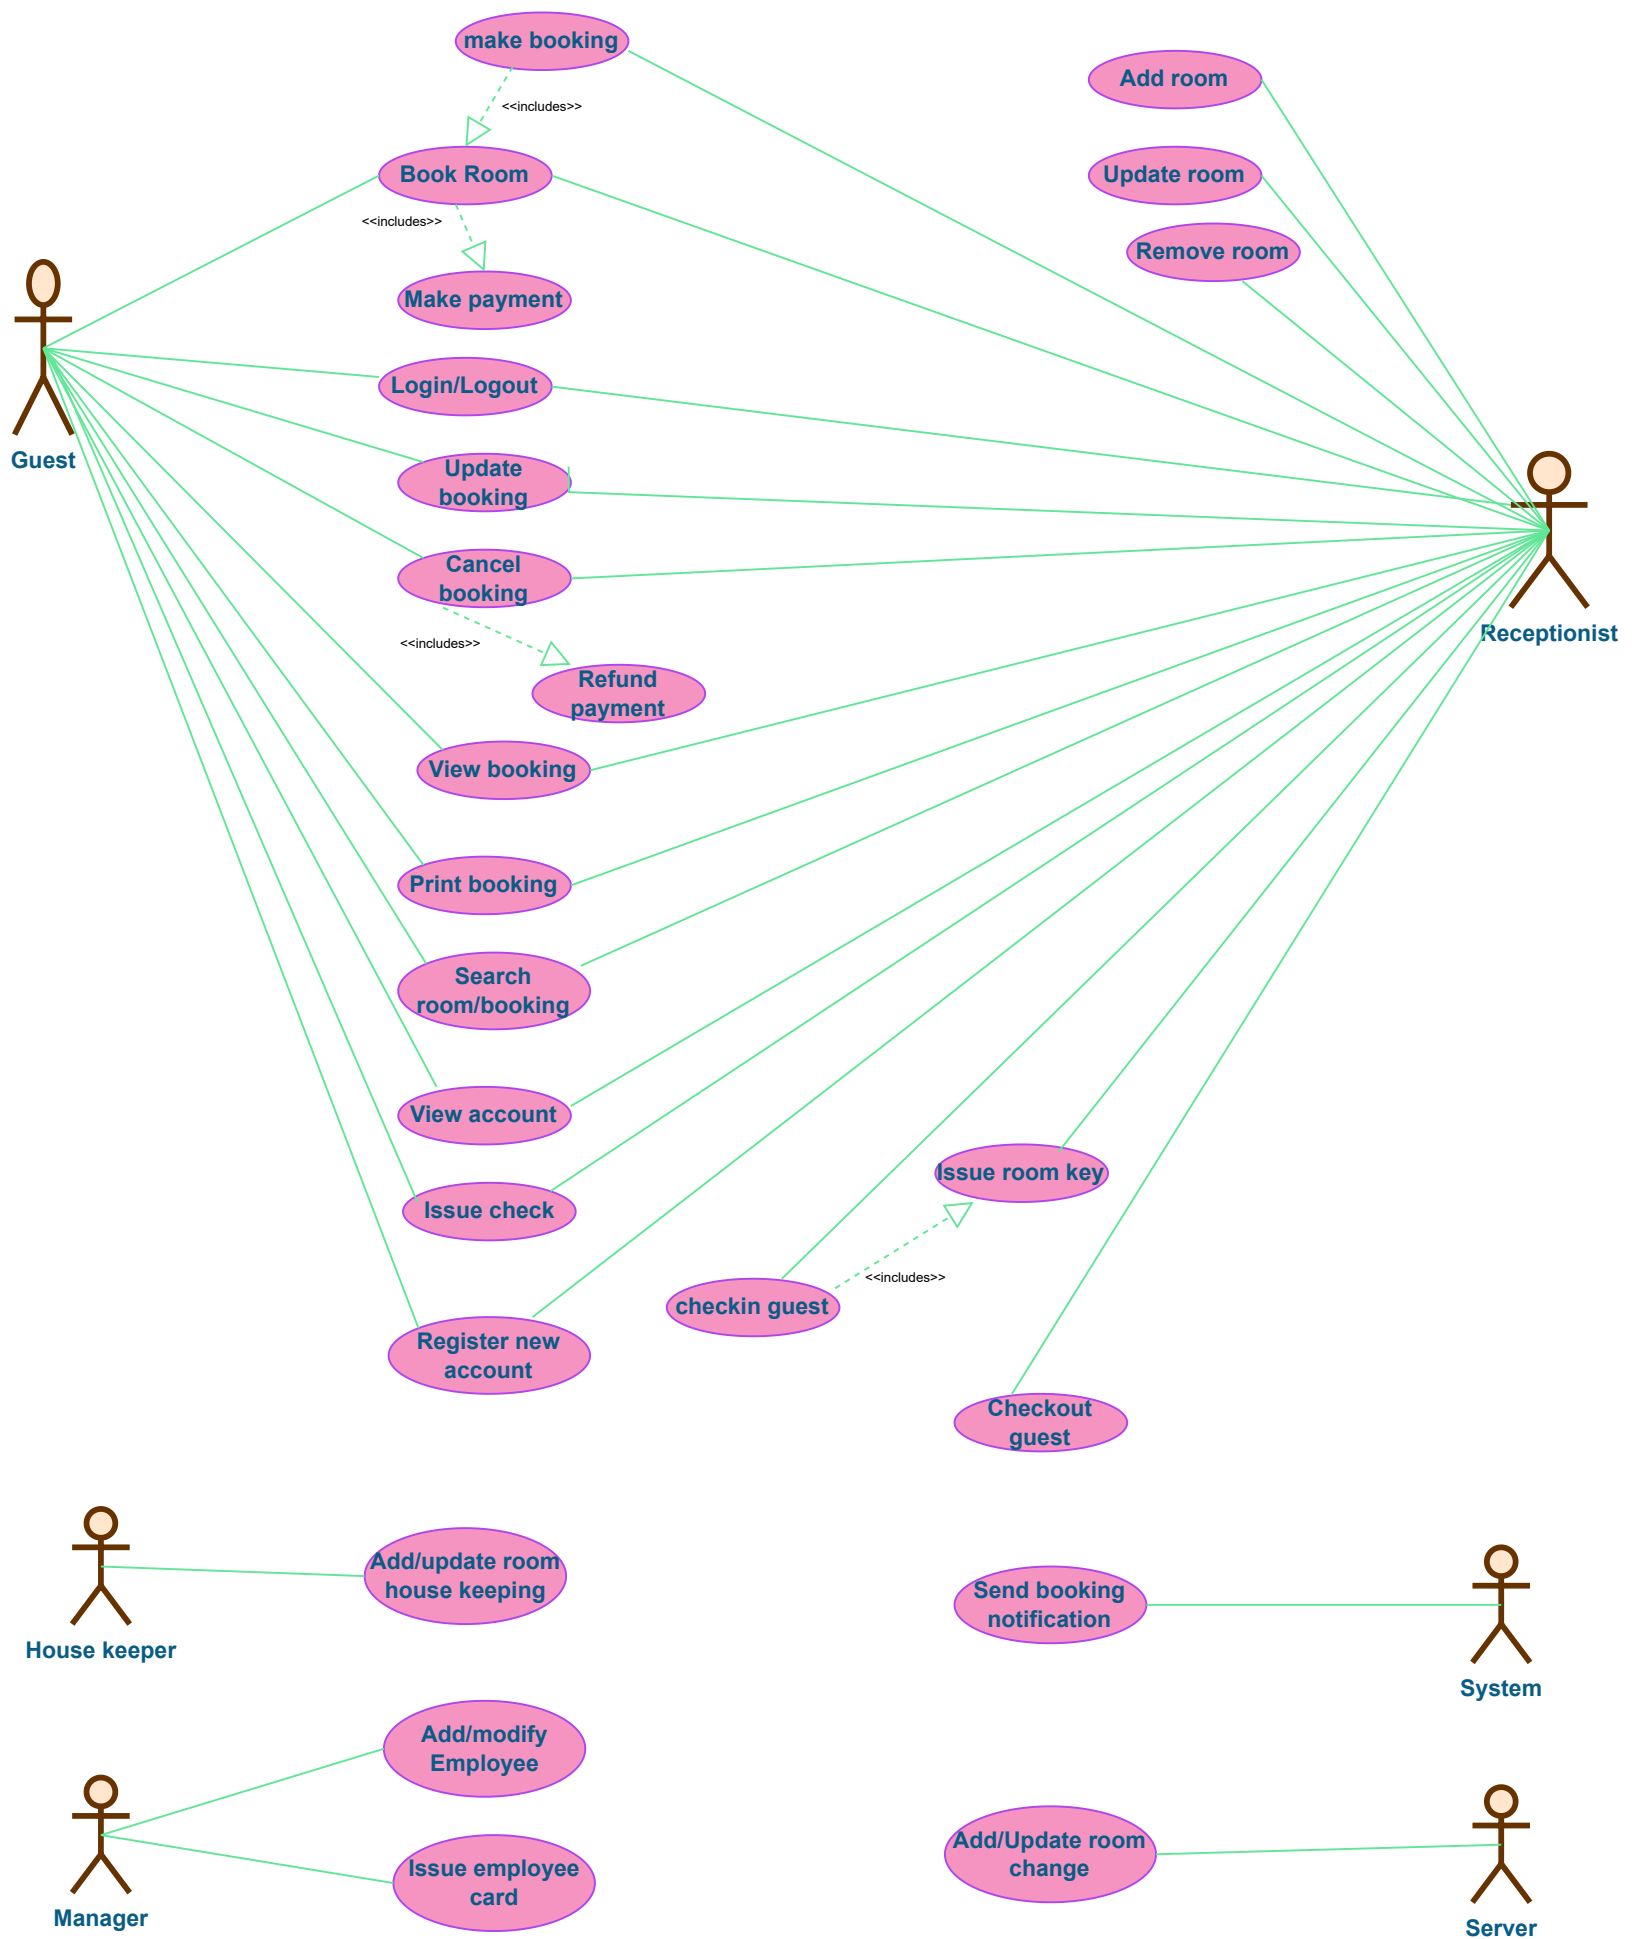 make booking
Add room
<<includes>>
Book Room
Update room
<<includes>>
Remove room
Make payment
Login/Logout
Guest
Update
booking
Cancel
booking
Receptionist
<<includes>>
Refund
payment
View booking
Print booking
Search
room/booking
View account
Issue room key
Issue check
<<includes>>
checkin guest
Register new
account
Checkout
guest
Add/update room
house keeping
Send booking
notification
House keeper
System
Add/modify
Employee
Add/Update room
change
Issue employee
card
Manager
Server